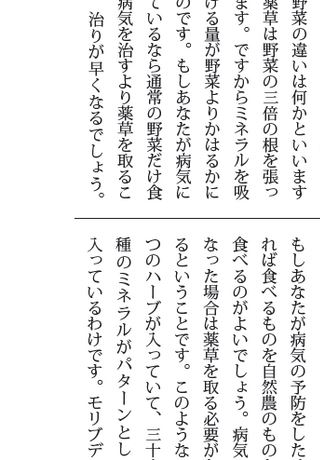 野菜の違いは何かといいます
薬草は野菜の三倍の根を張っ
ます。ですからミネラルを吸
ける量が野菜よりかはるかに
のです。もしあなたが病気に
ているなら通常の野菜だけ食
病気を治すより薬草を取るこ
治りが早くなるでしょう。
もしあなたが病気の予防をした
れば食べるものを自然農のもの
食べるのがよいでしょう。病気
なった場合は薬草を取る必要が
るということです。このような
つのハーブが入っていて、三十
種のミネラルがパターンとし
入っているわけです。モリブデ